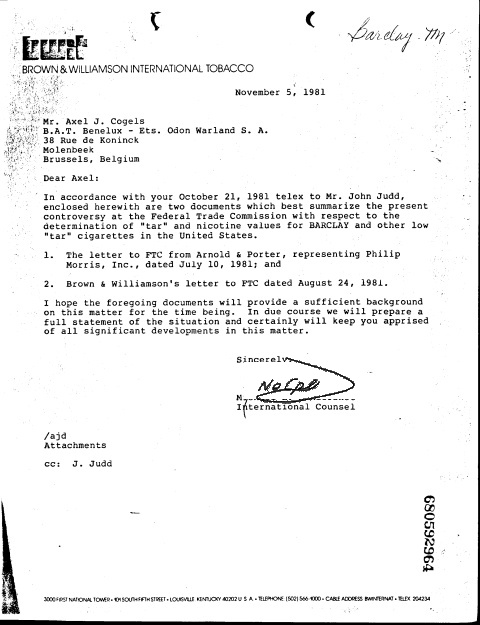 Barclay
BROWN & WILLIAMSON INTERNATIONAL TOBACCO
November 5, 1981
Mr. Axel J. Cogels
B.A.T. Benelux - Ets. Odon Warland S. A.
38 Rue de Koninck
Molenbeek
Brussels, Belgium
Dear Axel:
In accordance with your October 21, 1981 telex to Mr. John Judd,
enclosed herewith are two documents which best summarize the present
controversy at the Federal Trade Commission with respect to the
determination of "tar" and nicotine values for BARCLAY and other low
"tar" cigarettes in the United States.
1. The letter to FTC from Arnold & Porter, representing Philip
Morris, Inc., dated July 10, 1981; and
2. Brown & Williamson's letter to FTC dated August 24, 1981.
I hope the foregoing documents will provide a sufficient background
on this matter for the time being. In due course we will prepare a
full statement of the situation and certainly will keep you apprised
of all significant developments in this matter.
Sincerely
International Counsel
/ajd
Attachments
cc: J. Judd
680592964
3000 FIRST NATIONAL TOWER • 101 SOUTH FIFTH STREET • LOUISVILLE KENTUCKY 40202 U S A • TELEPHONE (502) 566-1000 • CABLE ADDRESS BWINTERNAT • TELEX 204234